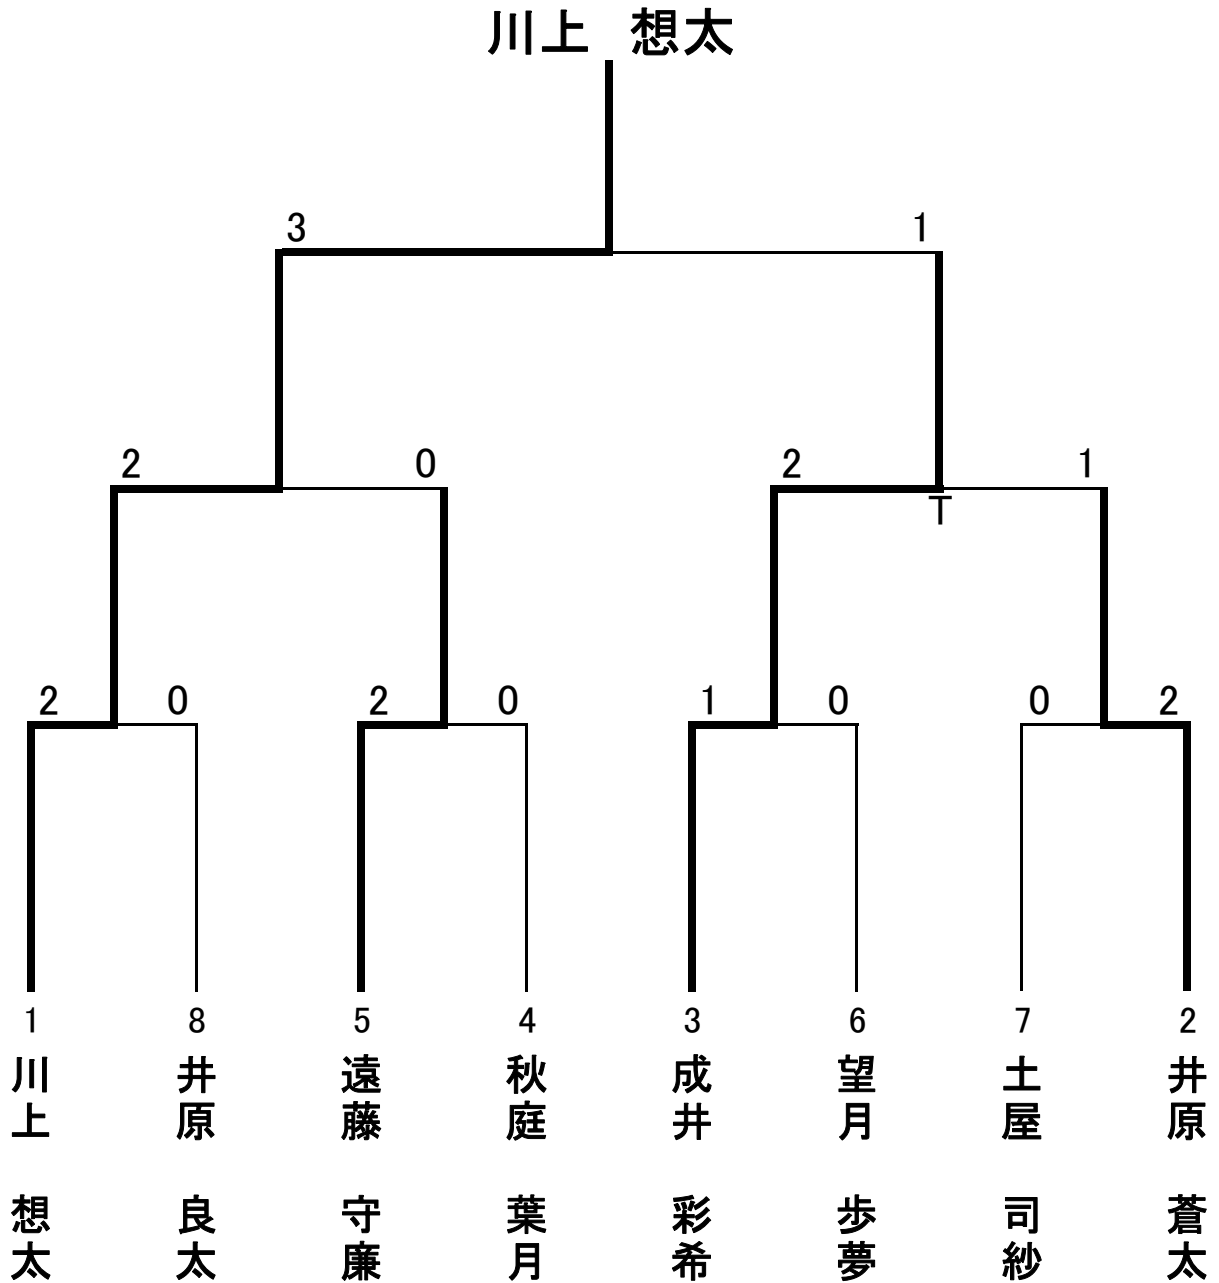 川上　想太
3 1
2 0 2 1
T
2 0 2 0 1 0 0 2
1 8 5 4 3 6 7 2
川上　想太
井原　良太
遠藤　守廉
秋庭　葉月
成井　彩希
望月　歩夢
土屋　司紗
井原　蒼太